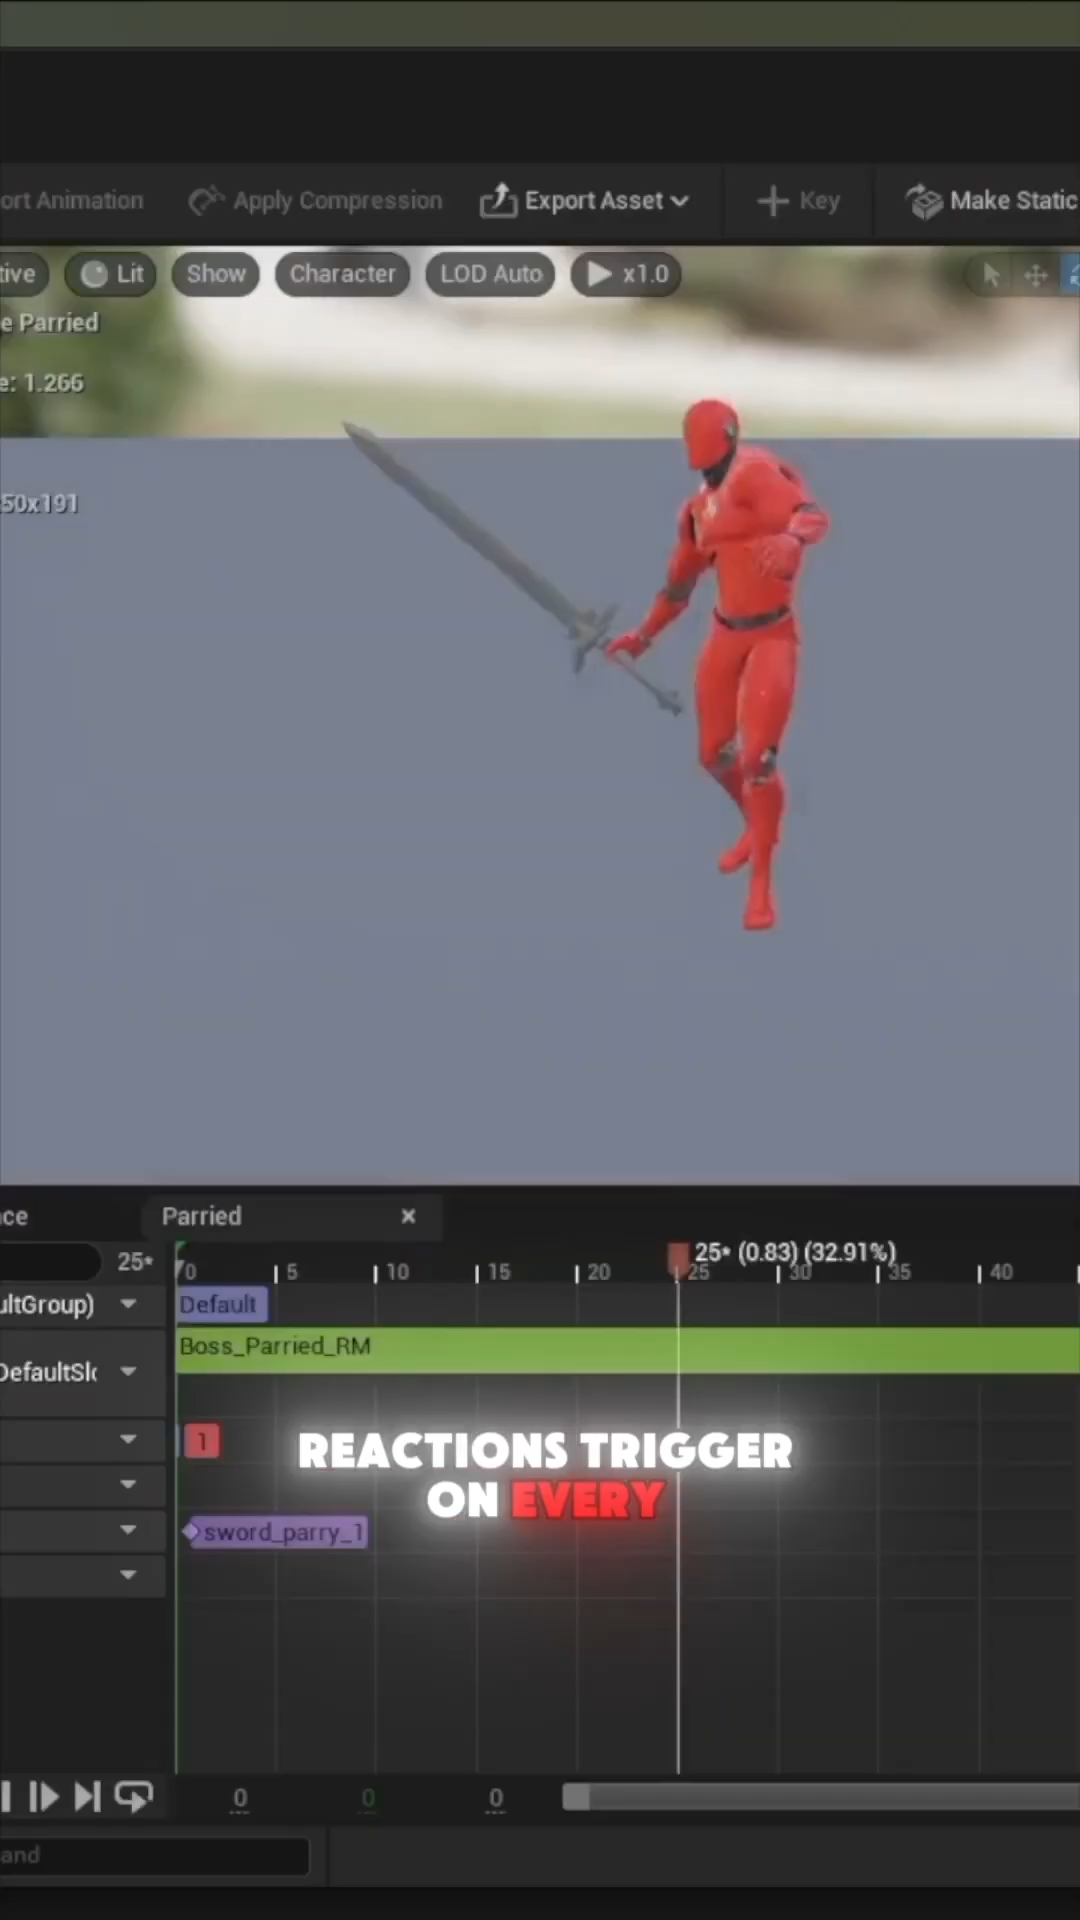 ort Animation
Apply Compression
Export Asset
Key
Make Static
tive
Lit
Show
Character
LOD Auto
x1.0
e Parried
e: 1.266
50x191
ce
Parried
25*
25* (0.83) (32.91%)
0 5 10 15 20 25 30 35 40
ultGroup)
Default
Boss_Parried_RM
DefaultSlo
1
REACTIONS TRIGGER
ON EVERY
sword_parry_1
0 0 0
and